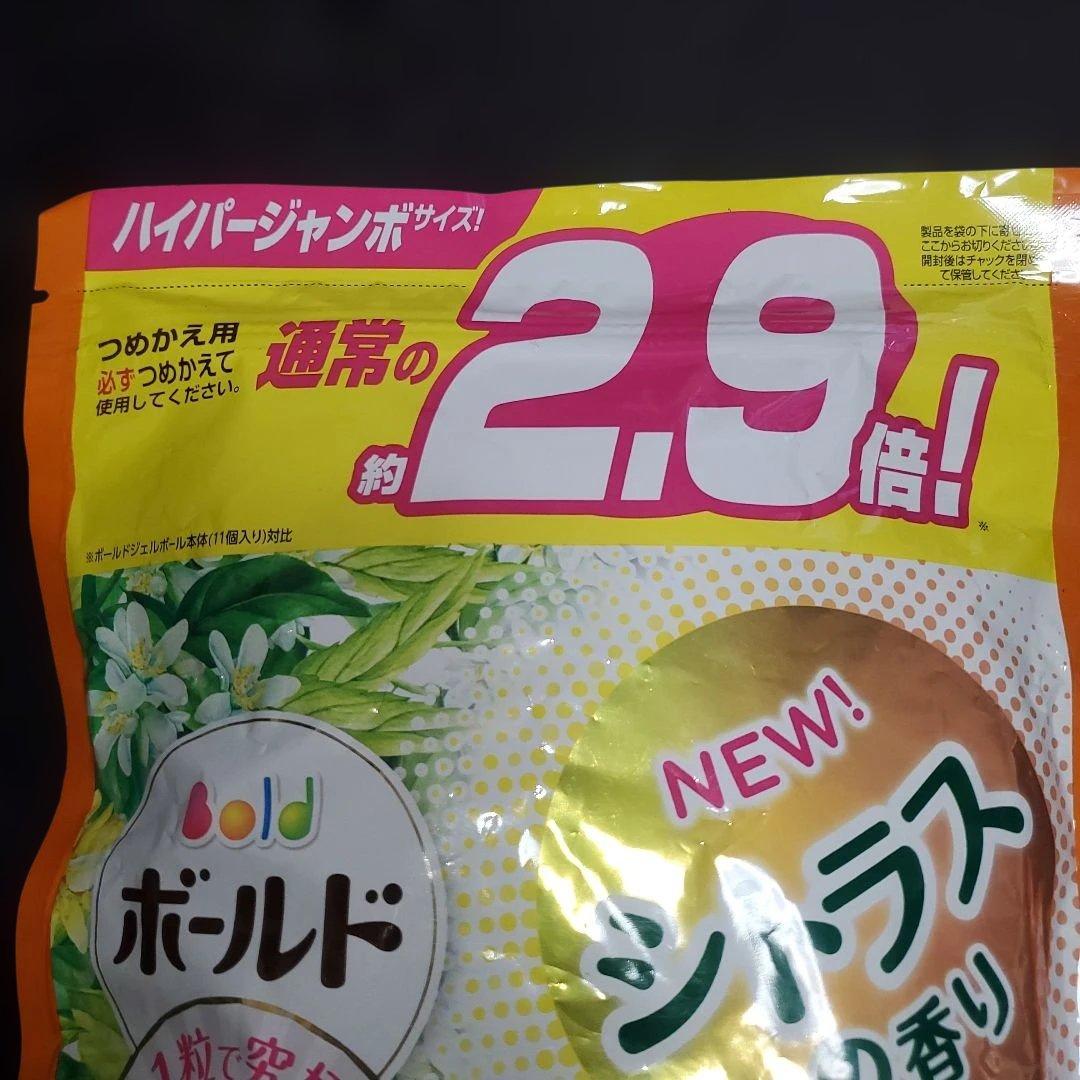 ハイパージャンボサイズ!
製品を袋の下に寄せ
ここからお切りください
開封後はチャックを閉め
て保管してくださ
つめかえ用
必ずつめかえて
使用してください。
通常の
約2.9倍!
※
※ボールドジェルボール本体(11個入り)対比
NEW!
シトラス
の香り
Bold
ボールド
1粒で